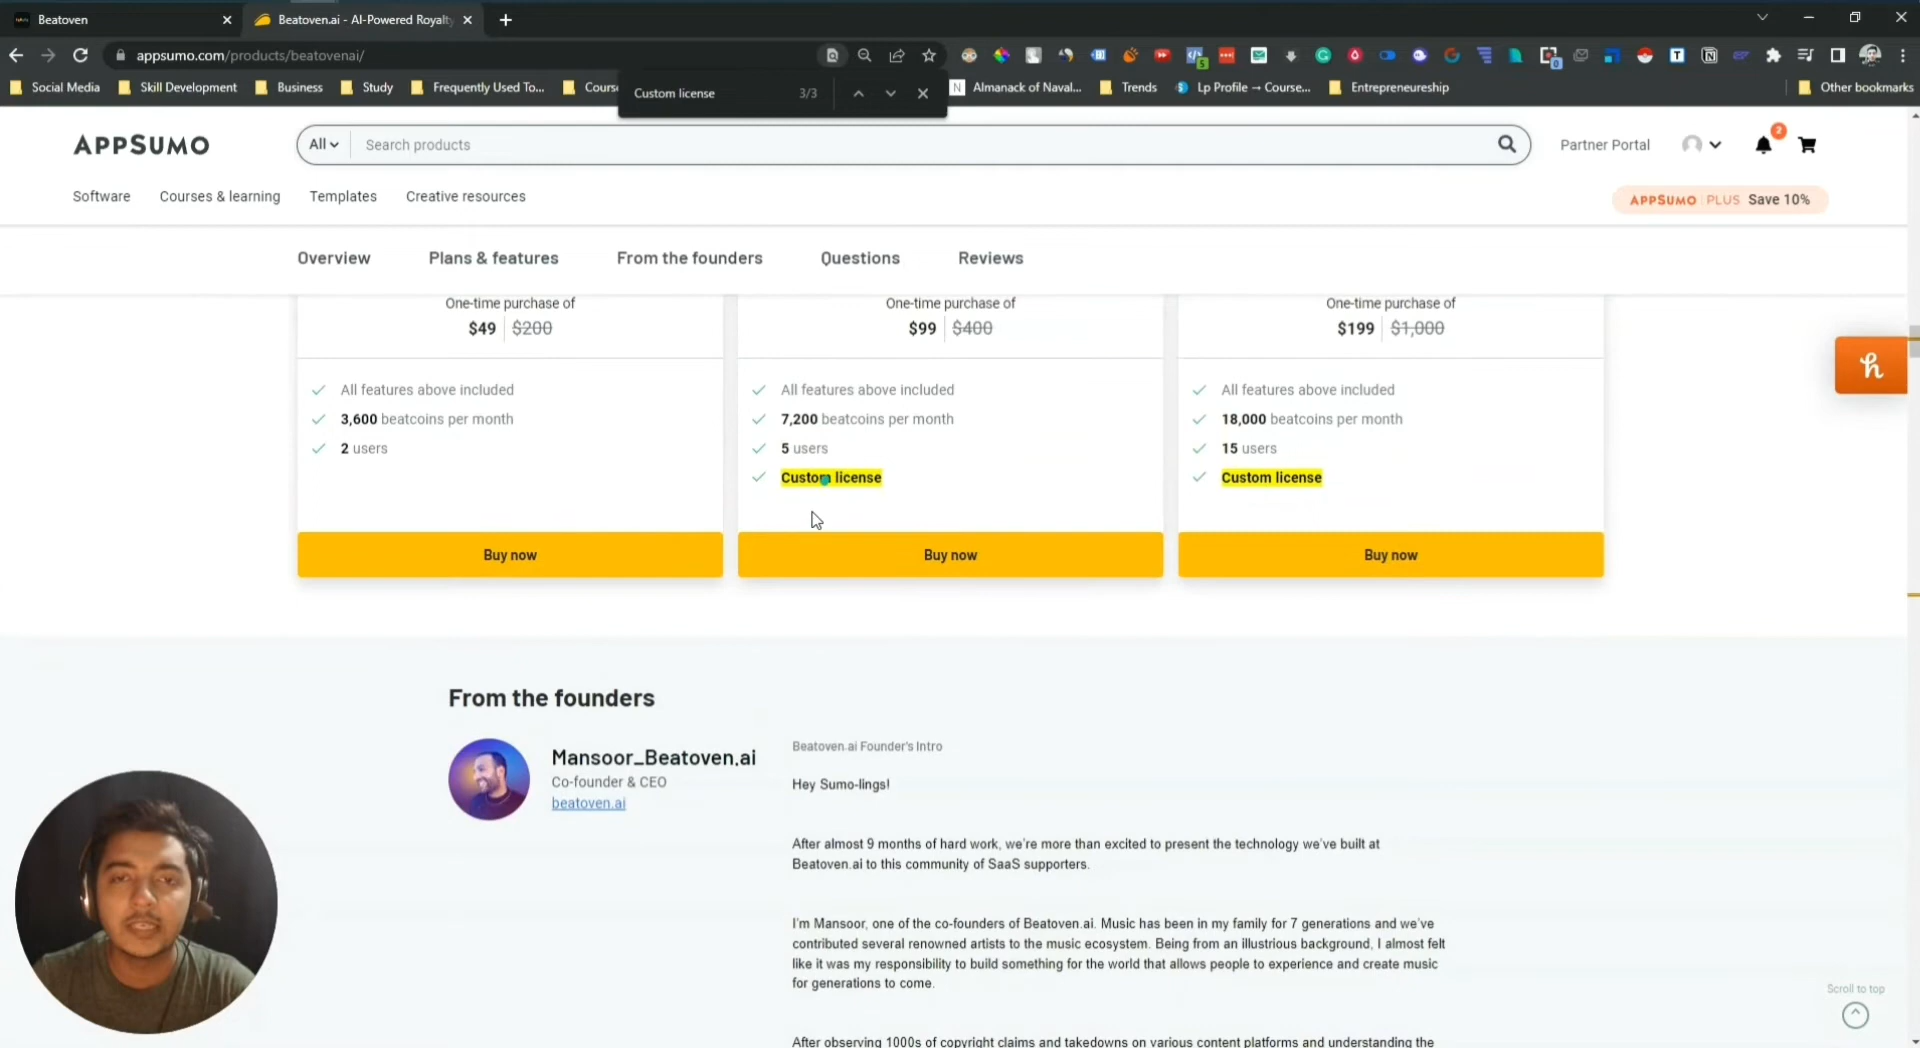 Beatoven
Beatoven.ai - AI-Powered Royalty
appsumo.com/products/beatovenai/
Social Media
Skill Development
Business
Study
Frequently Used To...
Cours
Custom license
3/3
N
Almanack of Naval...
Trends
Lp Profile → Course...
Entrepreneurship
Other bookmarks
APPSUMO
All
Search products
Partner Portal
2
Software
Courses & learning
Templates
Creative resources
APPSUMO PLUS Save 10%
Overview
Plans & features
From the founders
Questions
Reviews
One-time purchase of
$49 $200
All features above included
3,600 beatcoins per month
2 users
Buy now
One-time purchase of
$99 $400
All features above included
7,200 beatcoins per month
5 users
Custom license
Buy now
One-time purchase of
$199 $1,000
All features above included
18,000 beatcoins per month
15 users
Custom license
Buy now
h
From the founders
Mansoor_Beatoven.ai
Co-founder & CEO
beatoven.ai
Beatoven.ai Founder's Intro
Hey Sumo-lings!
After almost 9 months of hard work, we're more than excited to present the technology we've built at
Beatoven.ai to this community of SaaS supporters.
I'm Mansoor, one of the co-founders of Beatoven.ai. Music has been in my family for 7 generations and we've
contributed several renowned artists to the music ecosystem. Being from an illustrious background, I almost felt
like it was my responsibility to build something for the world that allows people to experience and create music
for generations to come.
After observing 1000s of copyright claims and takedowns on various content platforms and understanding the
Scroll to top